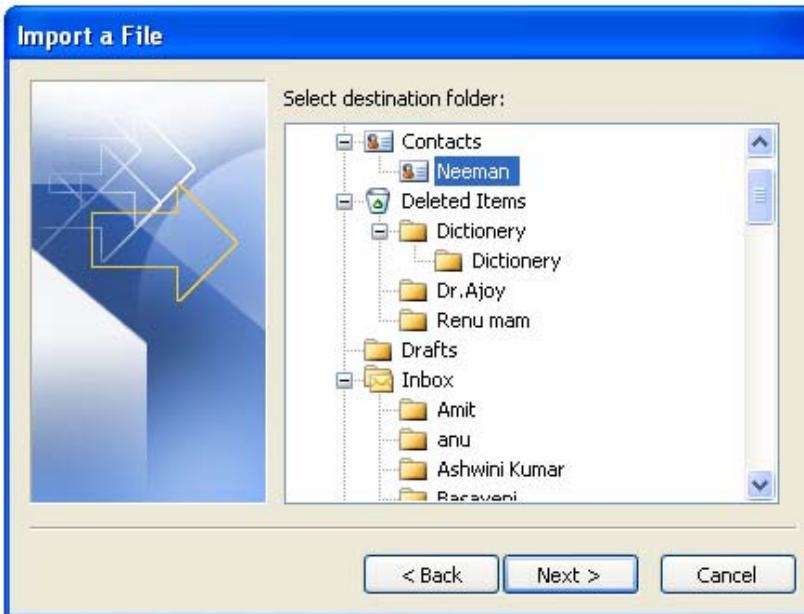 Import a File
Select destination folder:
Contacts
Neeman
Deleted Items
Dictionery
Dictionery
Dr.Ajoy
Renu mam
Drafts
Inbox
Amit
anu
Ashwini Kumar
< Back
Next >
Cancel